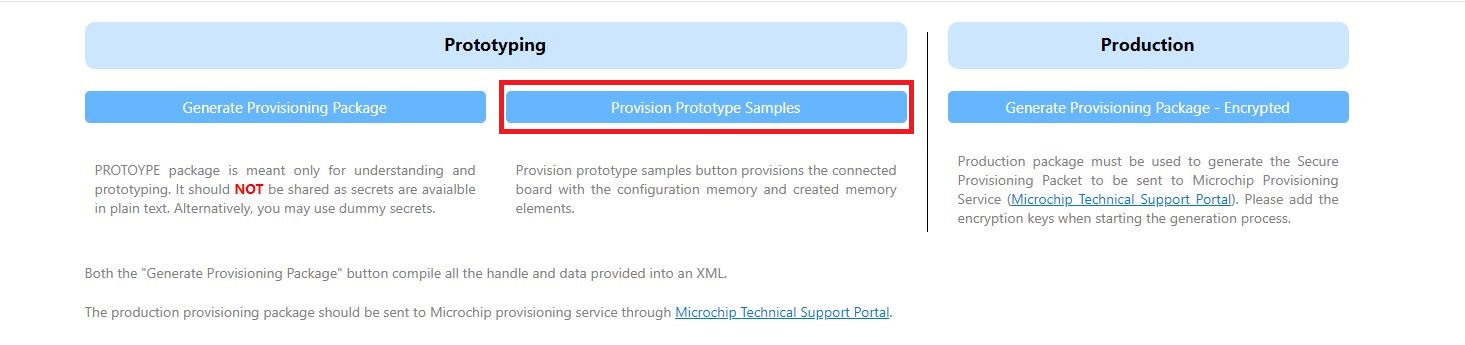 Prototyping
Production
Generate Provisioning Package
Provision Prototype Samples
Generate Provisioning Package - Encrypted
PROTOYPE package is meant only for understanding and
prototyping. It should NOT be shared as secrets are avaialble
in plain text. Alternatively, you may use dummy secrets.
Provision prototype samples button provisions the connected
board with the configuration memory and created memory
elements.
Production package must be used to generate the Secure
Provisioning Packet to be sent to Microchip Provisioning
Service (Microchip Technical Support Portal). Please add the
encryption keys when starting the generation process.
Both the "Generate Provisioning Package" button compile all the handle and data provided into an XML.
The production provisioning package should be sent to Microchip provisioning service through Microchip Technical Support Portal.